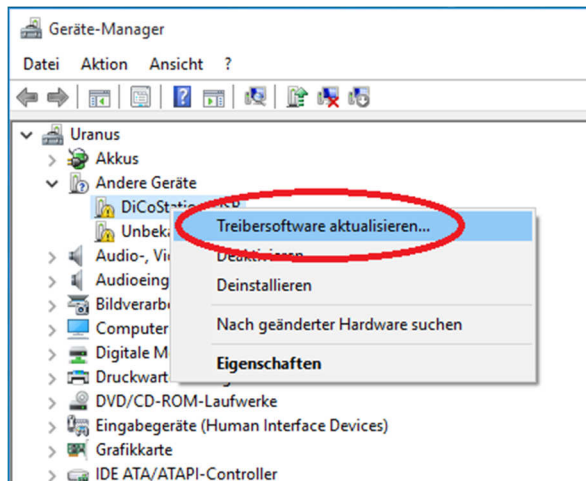 Geräte-Manager
Datei Aktion Ansicht ?
Uranus
Akkus
Andere Geräte
DiCoStation
Treibersoftware aktualisieren...
Deaktivieren
Deinstallieren
Nach geänderter Hardware suchen
Eigenschaften
Audio-, Vi
Audioeing
Bildverarb
Computer
Digitale M
Druckwart
DVD/CD-ROM-Laufwerke
Eingabegeräte (Human Interface Devices)
Grafikkarte
IDE ATA/ATAPI-Controller